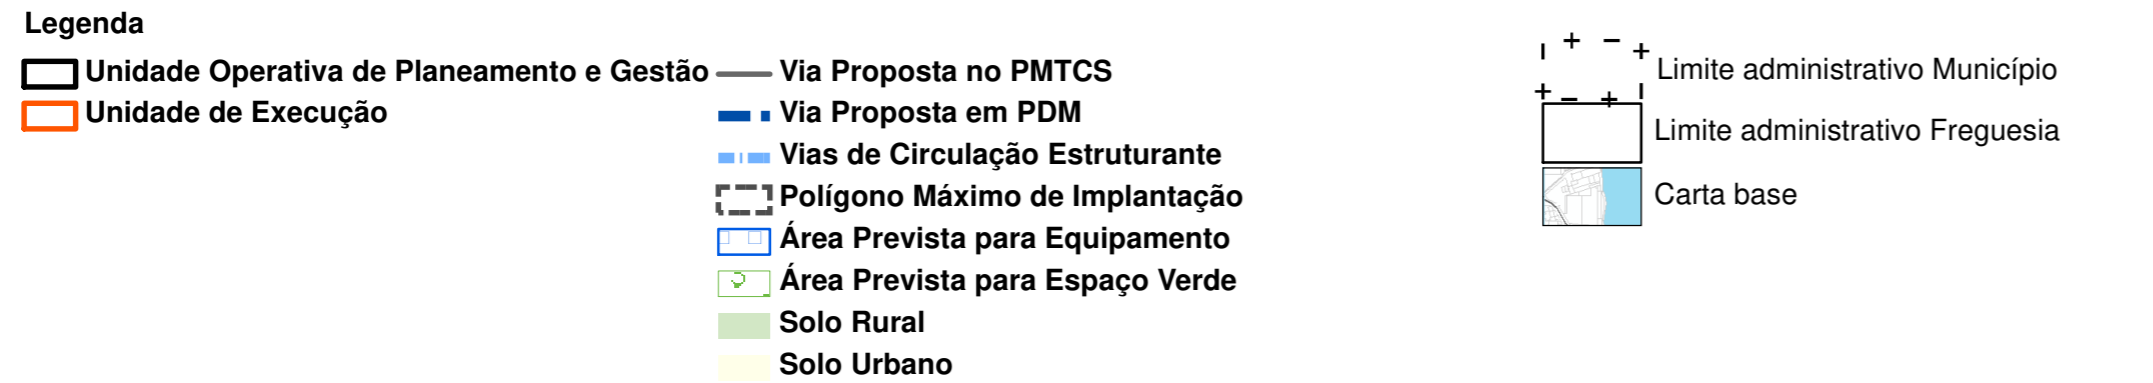 Legenda
Unidade Operativa de Planeamento e Gestão
Unidade de Execução
Via Proposta no PMTCS
Via Proposta em PDM
Vias de Circulação Estruturante
Polígono Máximo de Implantação
Área Prevista para Equipamento
Área Prevista para Espaço Verde
Solo Rural
Solo Urbano
Limite administrativo Município
Limite administrativo Freguesia
Carta base